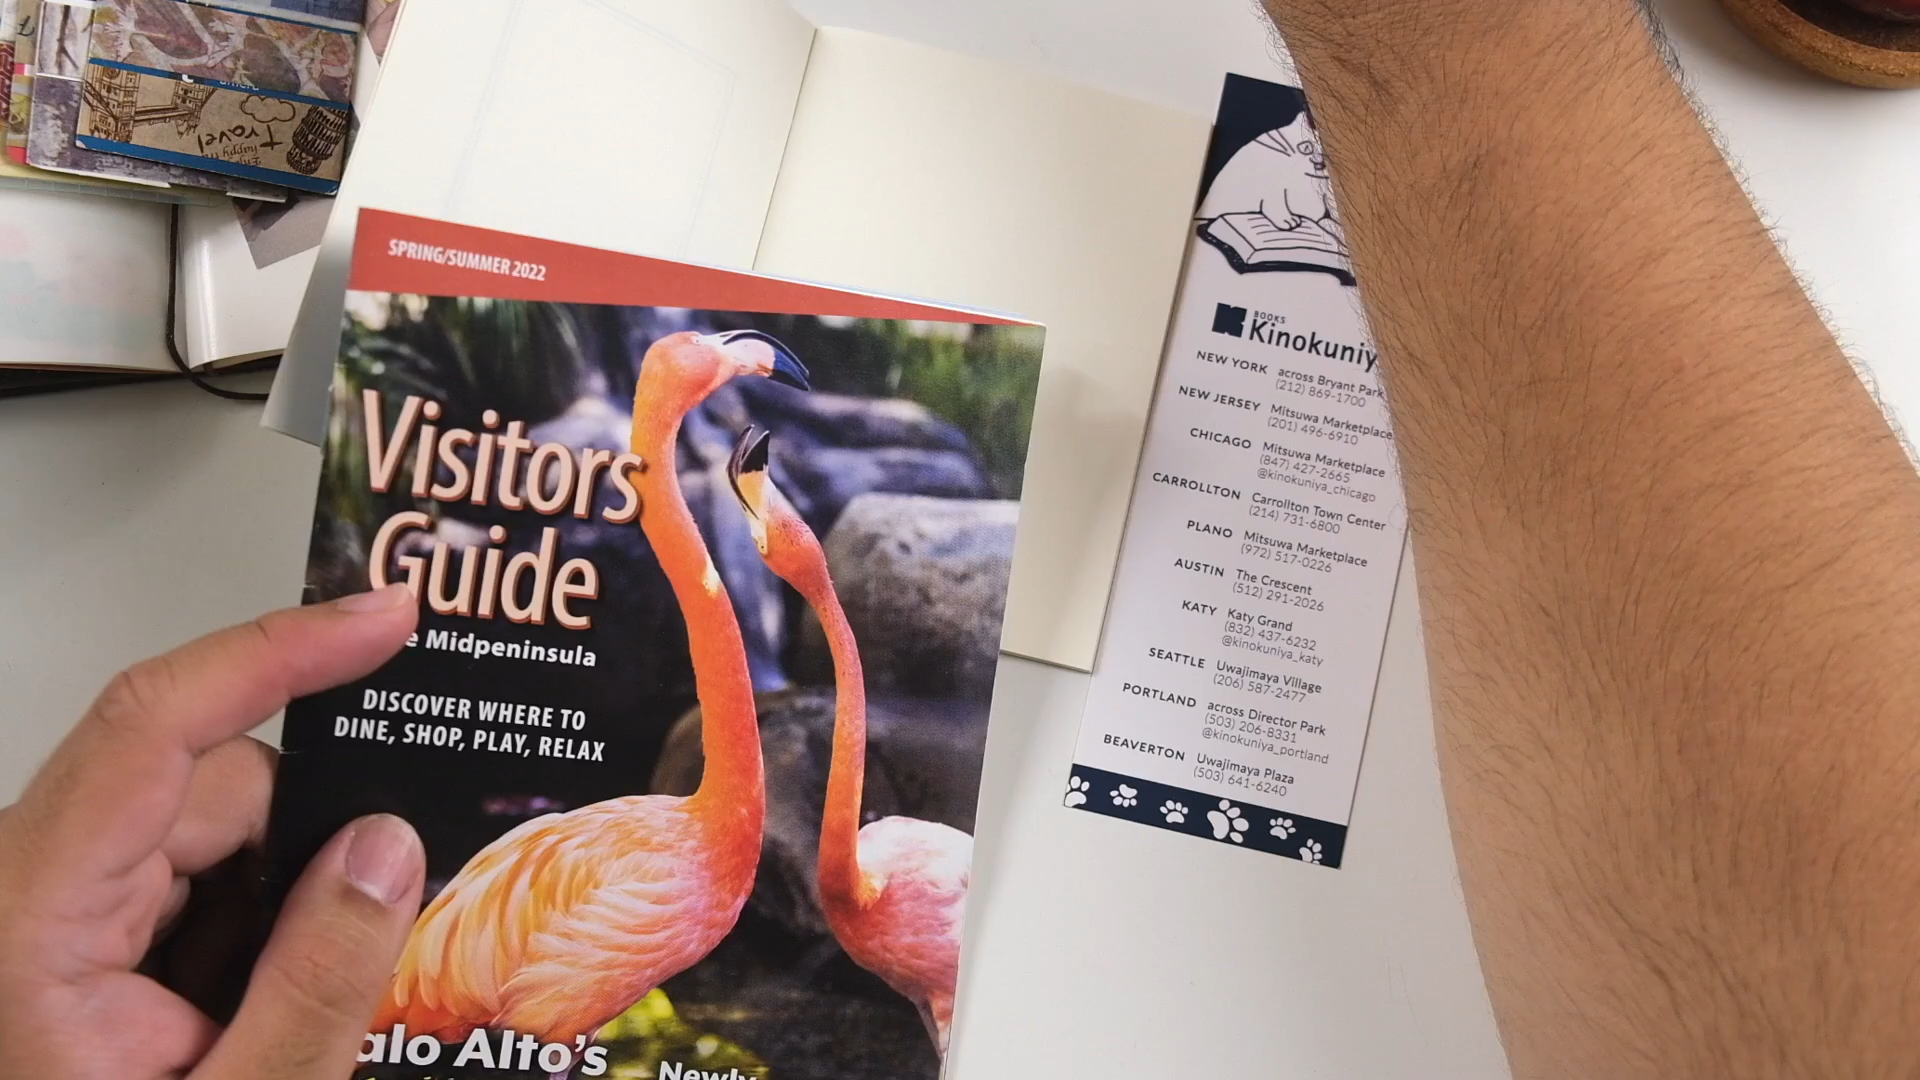 Travel
SPRING/SUMMER 2022
Visitors
Guide
Midpeninsula
DISCOVER WHERE TO
DINE, SHOP, PLAY, RELAX
alo Alto's
Newly
BOOKS
Kinokuniy
NEW YORK across Bryant Park
(212) 869-1700
NEW JERSEY Mitsuwa Marketplace
(201) 496-6910
CHICAGO Mitsuwa Marketplace
(847) 427-2665
@kinokuniya_chicago
CARROLLTON Carrollton Town Center
(214) 731-6800
PLANO Mitsuwa Marketplace
(972) 517-0226
AUSTIN The Crescent
(512) 291-2026
KATY Katy Grand
(832) 437-6232
@kinokuniya_katy
SEATTLE Uwajimaya Village
(206) 587-2477
PORTLAND across Director Park
(503) 206-8331
@kinokuniya_portland
BEAVERTON Uwajimaya Plaza
(503) 641-6240